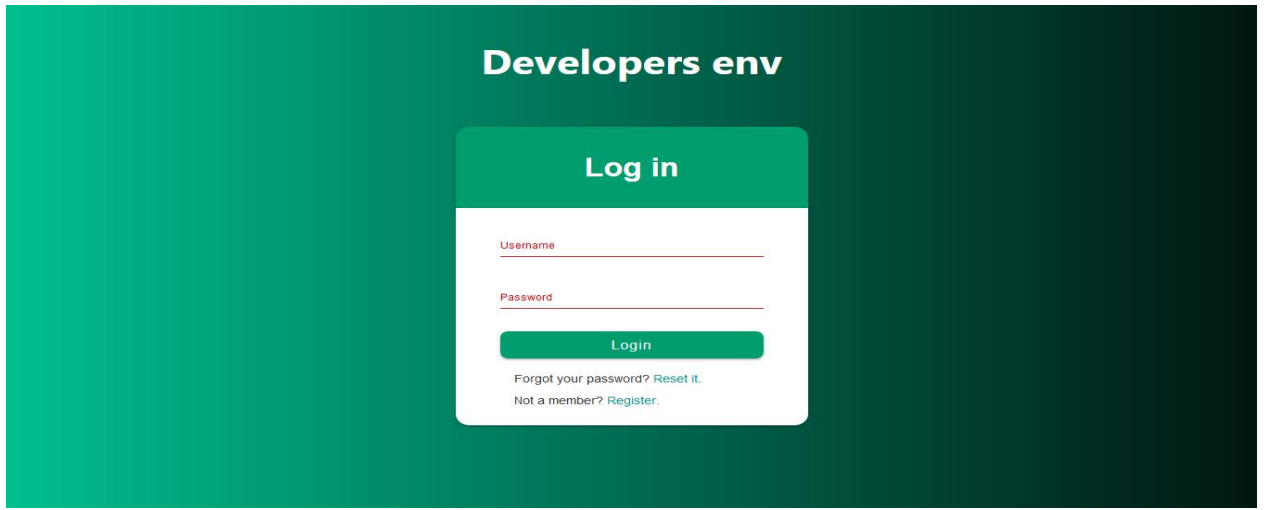 Developers env
Log in
Username
Password
Login
Forgot your password? Reset it.
Not a member? Register.